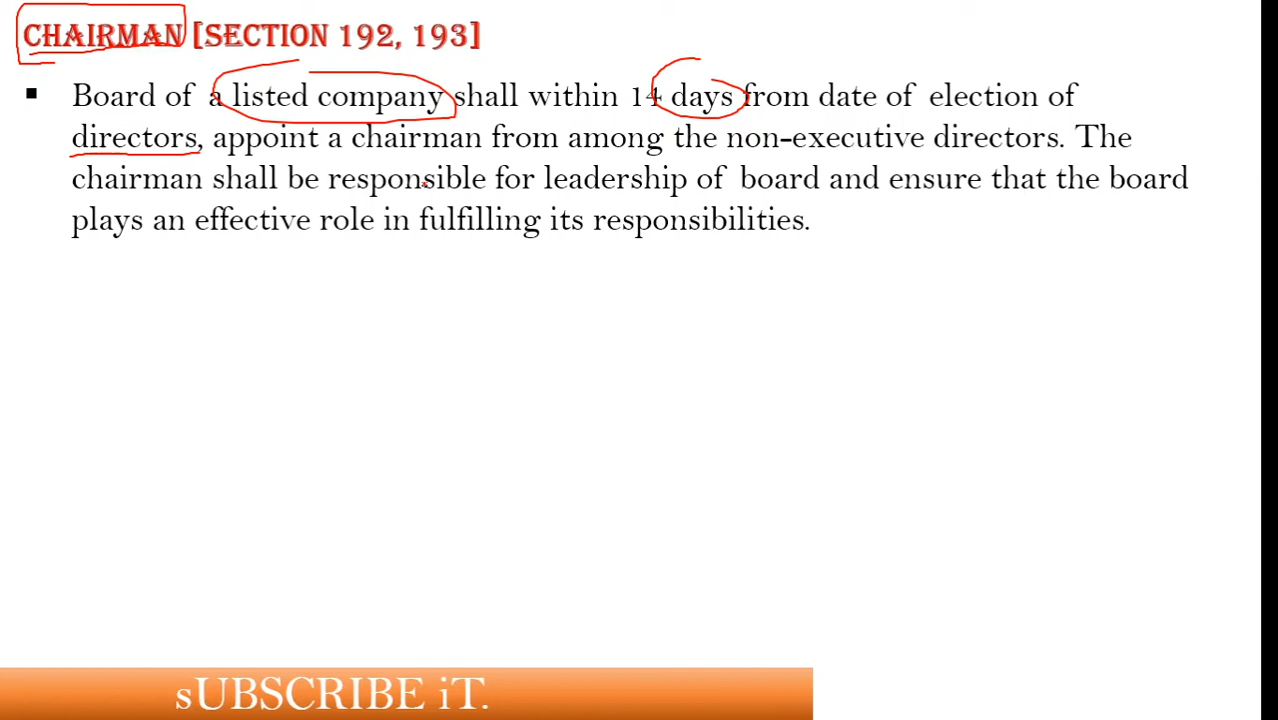 CHAIRMAN [SECTION 192, 193]
▪ Board of a listed company shall within 14 days from date of election of
directors, appoint a chairman from among the non-executive directors. The
chairman shall be responsible for leadership of board and ensure that the board
plays an effective role in fulfilling its responsibilities.
sUBSCRIBE iT.